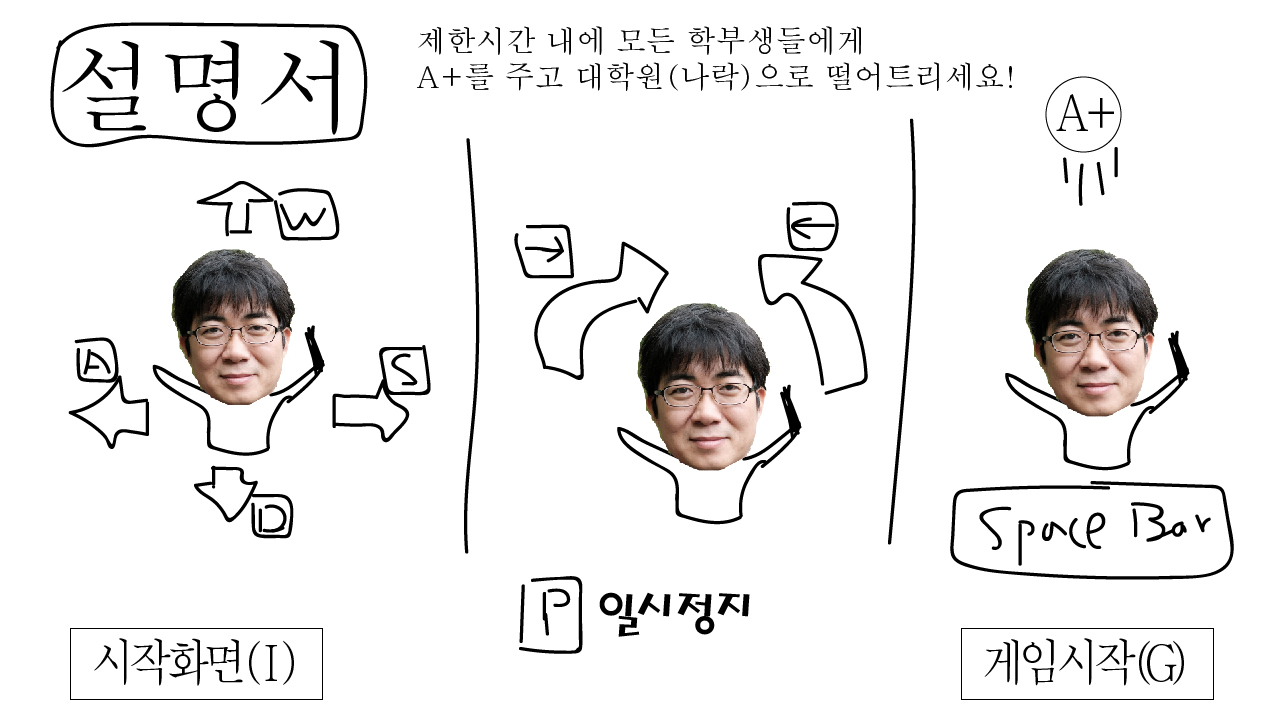 설명서
제한시간 내에 모든 학부생들에게
A+를 주고 대학원(나락)으로 떨어트리세요!
A+
W
A
S
D
→
←
Space Bar
P 일시정지
시작화면(I)
게임시작(G)